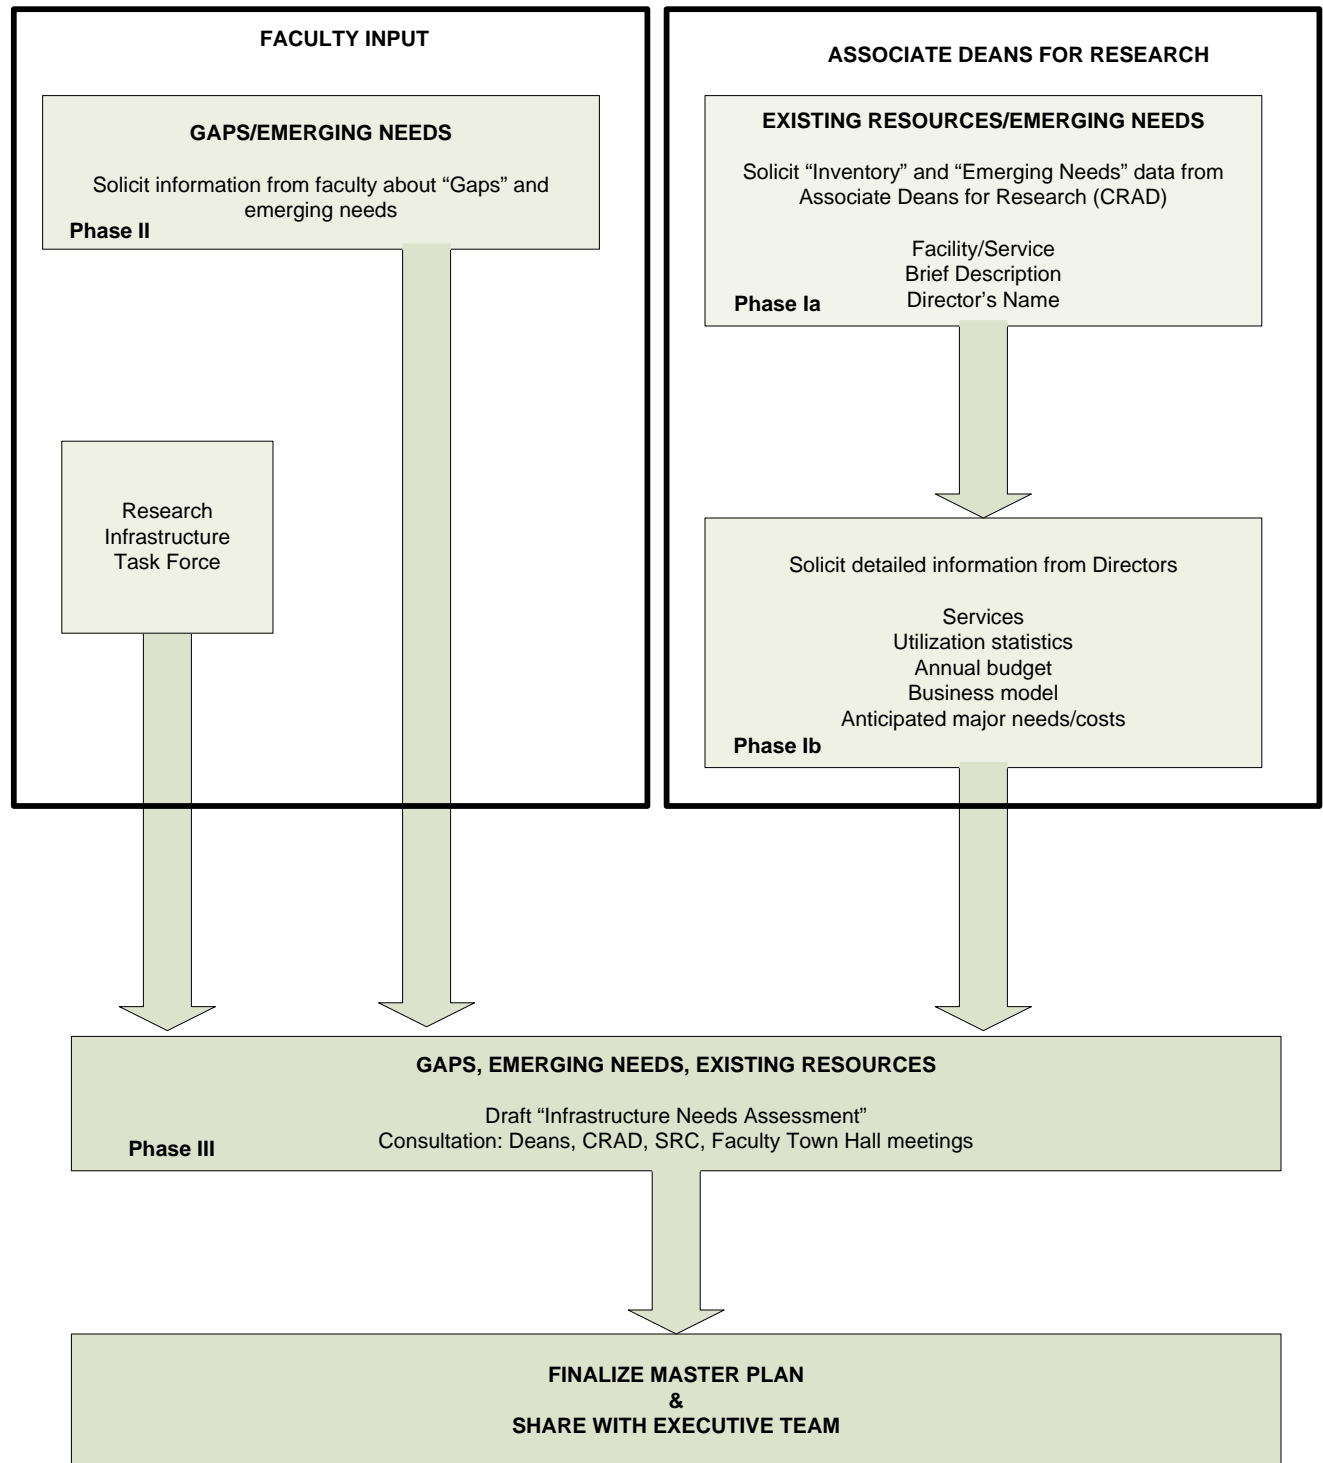 FACULTY INPUT
GAPS/EMERGING NEEDS
Solicit information from faculty about “Gaps” and
emerging needs
Phase II
Research
Infrastructure
Task Force
ASSOCIATE DEANS FOR RESEARCH
EXISTING RESOURCES/EMERGING NEEDS
Solicit “Inventory” and “Emerging Needs” data from
Associate Deans for Research (CRAD)
Facility/Service
Brief Description
Director’s Name
Phase Ia
Solicit detailed information from Directors
Services
Utilization statistics
Annual budget
Business model
Anticipated major needs/costs
Phase Ib
GAPS, EMERGING NEEDS, EXISTING RESOURCES
Draft “Infrastructure Needs Assessment”
Consultation: Deans, CRAD, SRC, Faculty Town Hall meetings
Phase III
FINALIZE MASTER PLAN
&
SHARE WITH EXECUTIVE TEAM